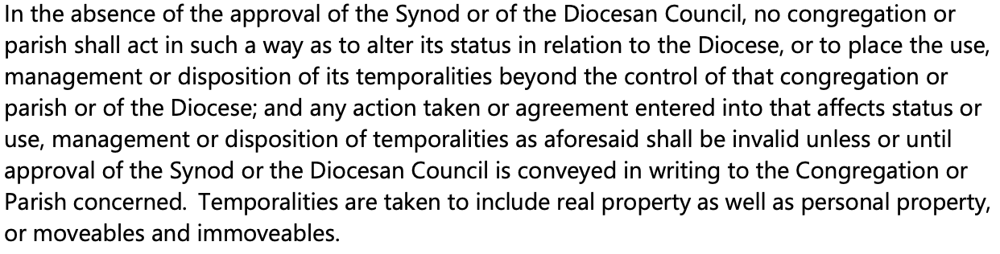 In the absence of the approval of the Synod or of the Diocesan Council, no congregation or
parish shall act in such a way as to alter its status in relation to the Diocese, or to place the use,
management or disposition of its temporalities beyond the control of that congregation or
parish or of the Diocese; and any action taken or agreement entered into that affects status or
use, management or disposition of temporalities as aforesaid shall be invalid unless or until
approval of the Synod or the Diocesan Council is conveyed in writing to the Congregation or
Parish concerned.  Temporalities are taken to include real property as well as personal property,
or moveables and immoveables.